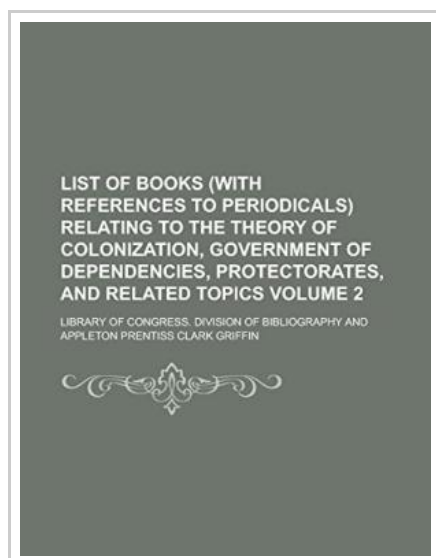 LIST OF BOOKS (WITH
REFERENCES TO PERIODICALS)
RELATING TO THE THEORY OF
COLONIZATION, GOVERNMENT OF
DEPENDENCIES, PROTECTORATES,
AND RELATED TOPICS VOLUME 2
LIBRARY OF CONGRESS. DIVISION OF BIBLIOGRAPHY AND
APPLETON PRENTISS CLARK GRIFFIN